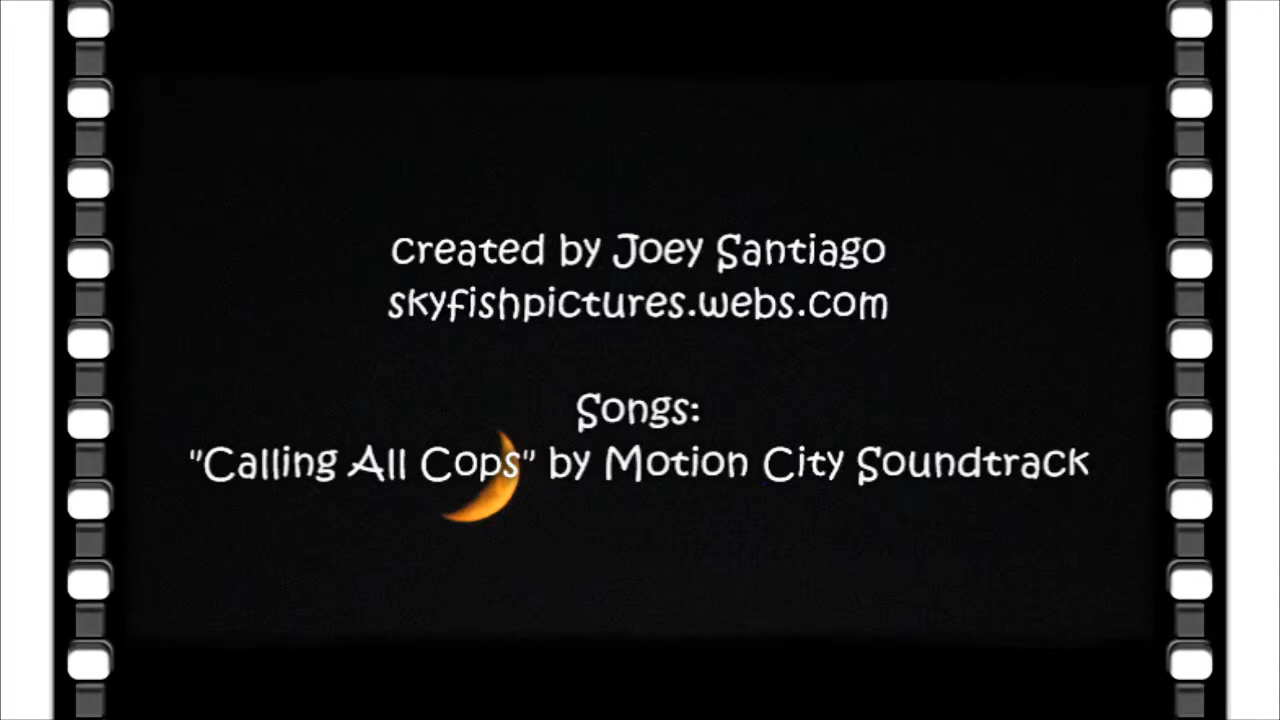 created by Joey Santiago
skyfishpictures.webs.com
Songs:
"Calling All Cops" by Motion City Soundtrack